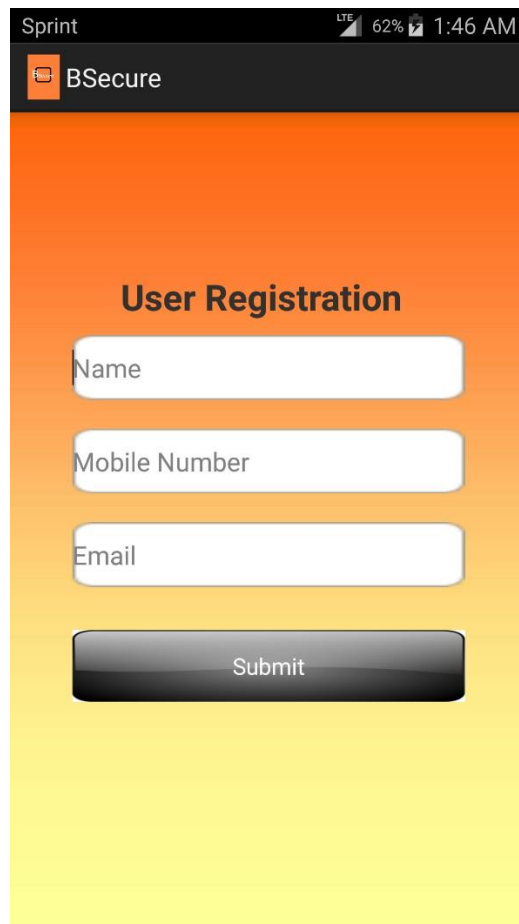 Sprint LTE 62% 1:46 AM
BSecure
User Registration
Name
Mobile Number
Email
Submit